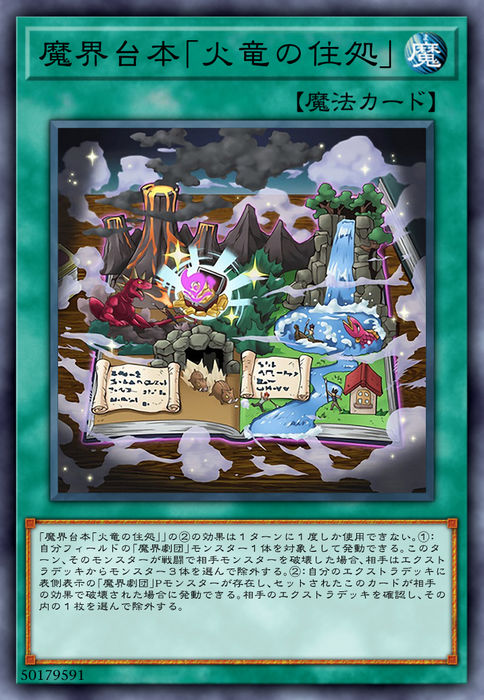 魔界台本「火竜の住処」
魔
【魔法カード】
「魔界台本「火竜の住処」」の②の効果は１ターンに１度しか使用できない。①：
自分フィールドの「魔界劇団」モンスター１体を対象として発動できる。このタ
ーン、そのモンスターが戦闘で相手モンスターを破壊した場合、相手はエクスト
ラデッキからモンスター３体を選んで除外する。②：自分のエクストラデッキに
表側表示の「魔界劇団」Pモンスターが存在し、セットされたこのカードが相手
の効果で破壊された場合に発動できる。相手のエクストラデッキを確認し、その
内の１枚を選んで除外する。
50179591